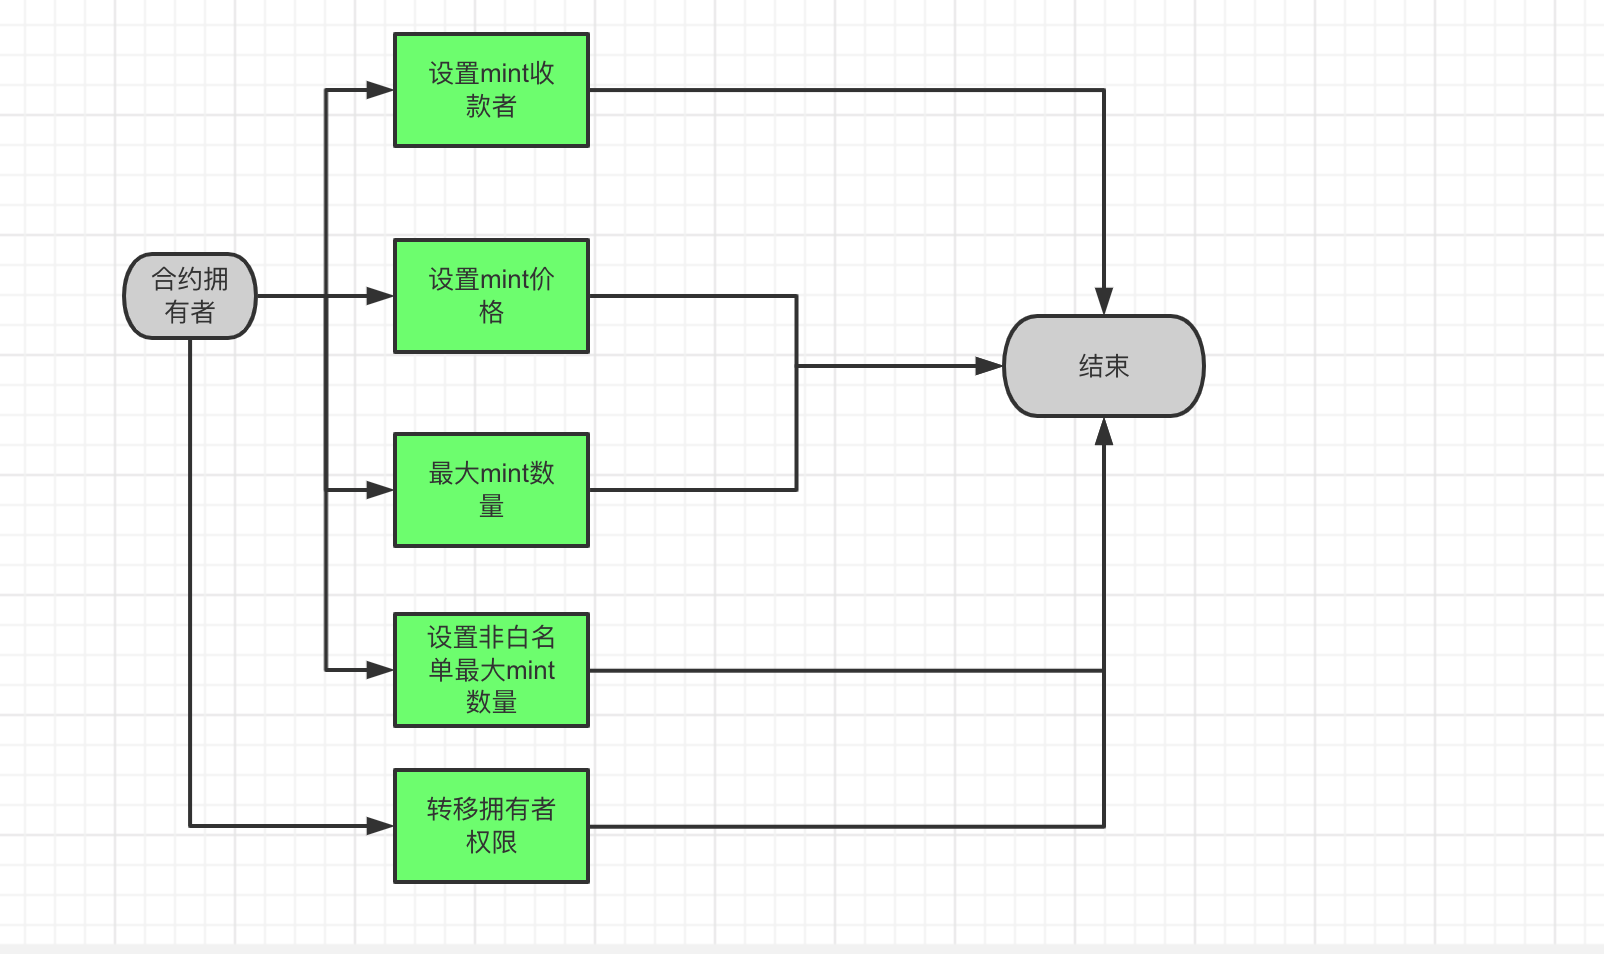 设置mint收
款者
合约拥
有者
设置mint价
格
结束
最大mint数
量
设置非白名
单最大mint
数量
转移拥有者
权限